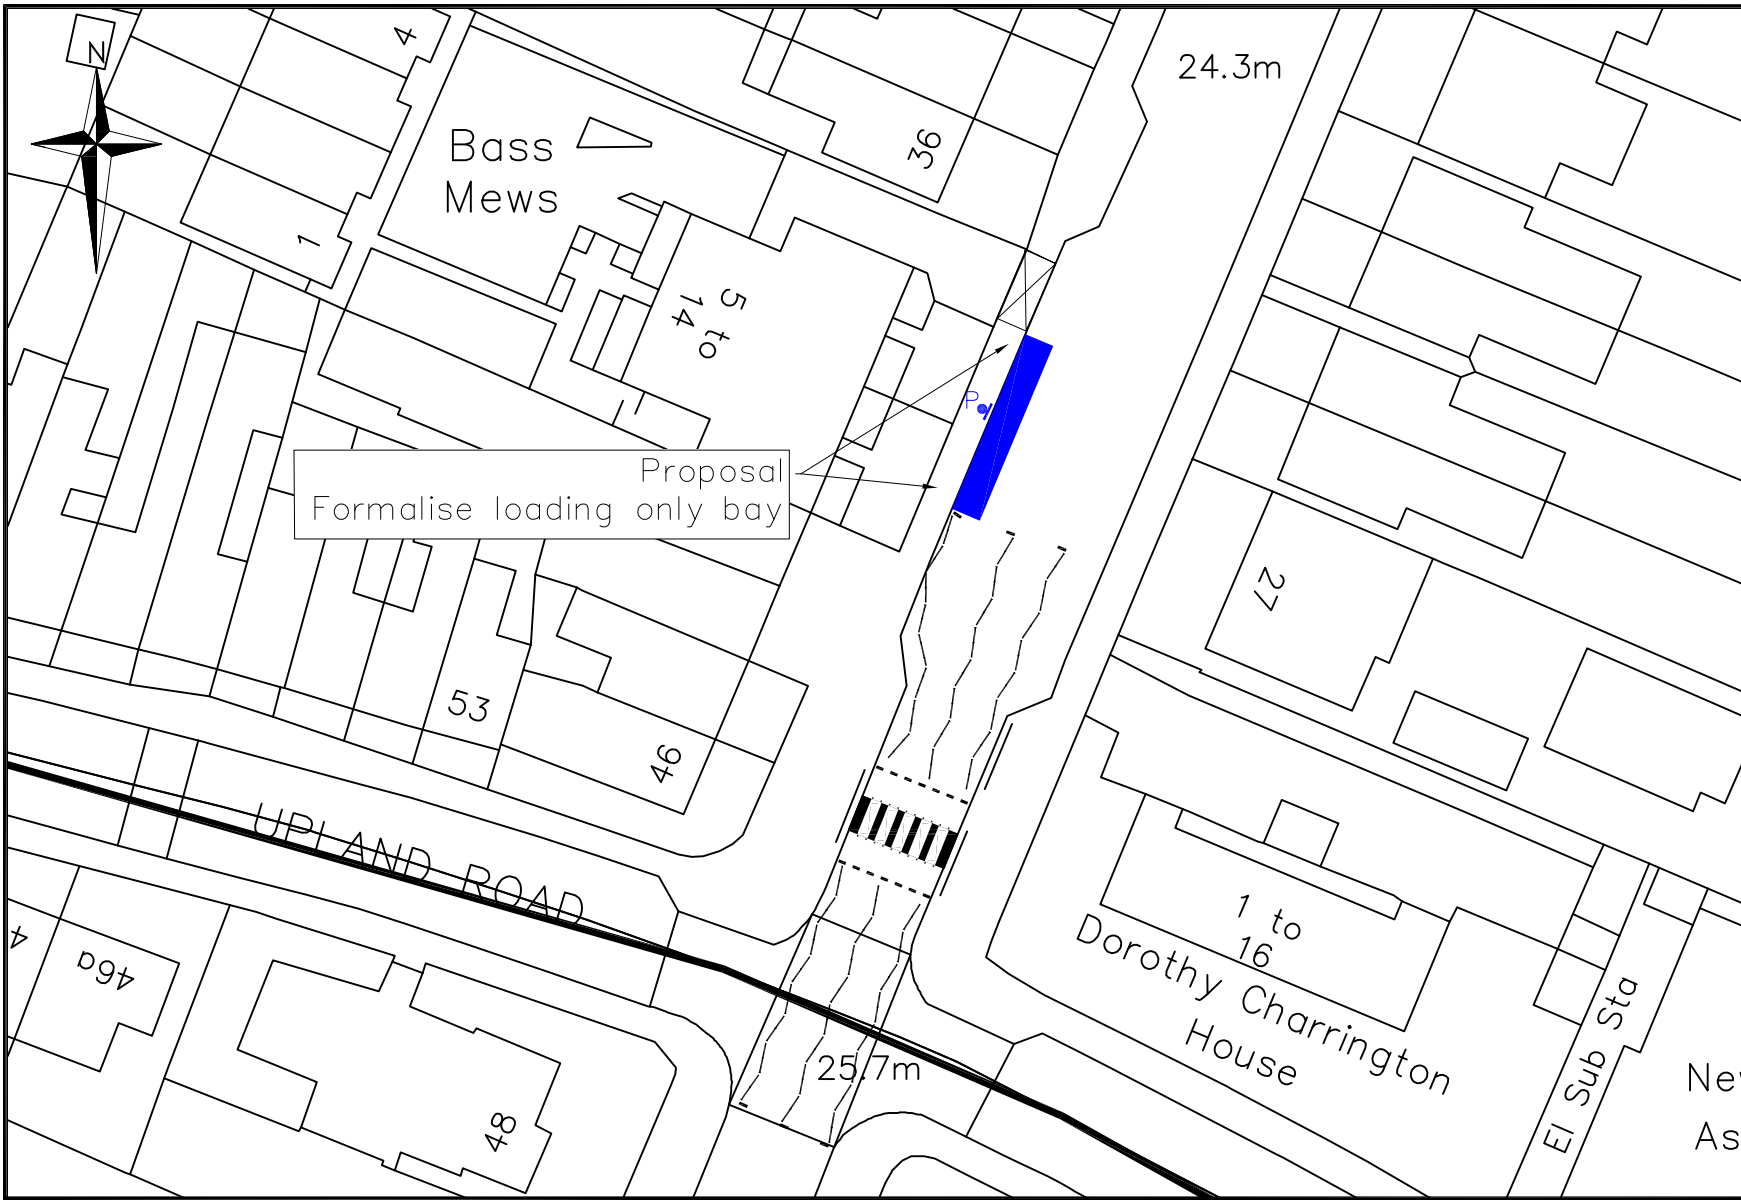 N
4
24.3m
Bass
Mews
36
1
5 to
14
P
Proposal
Formalise loading only bay
27
53
46
UPLAND ROAD
1 to
16
Dorothy Charrington
House
4
46a
El Sub Sta
25.7m
48